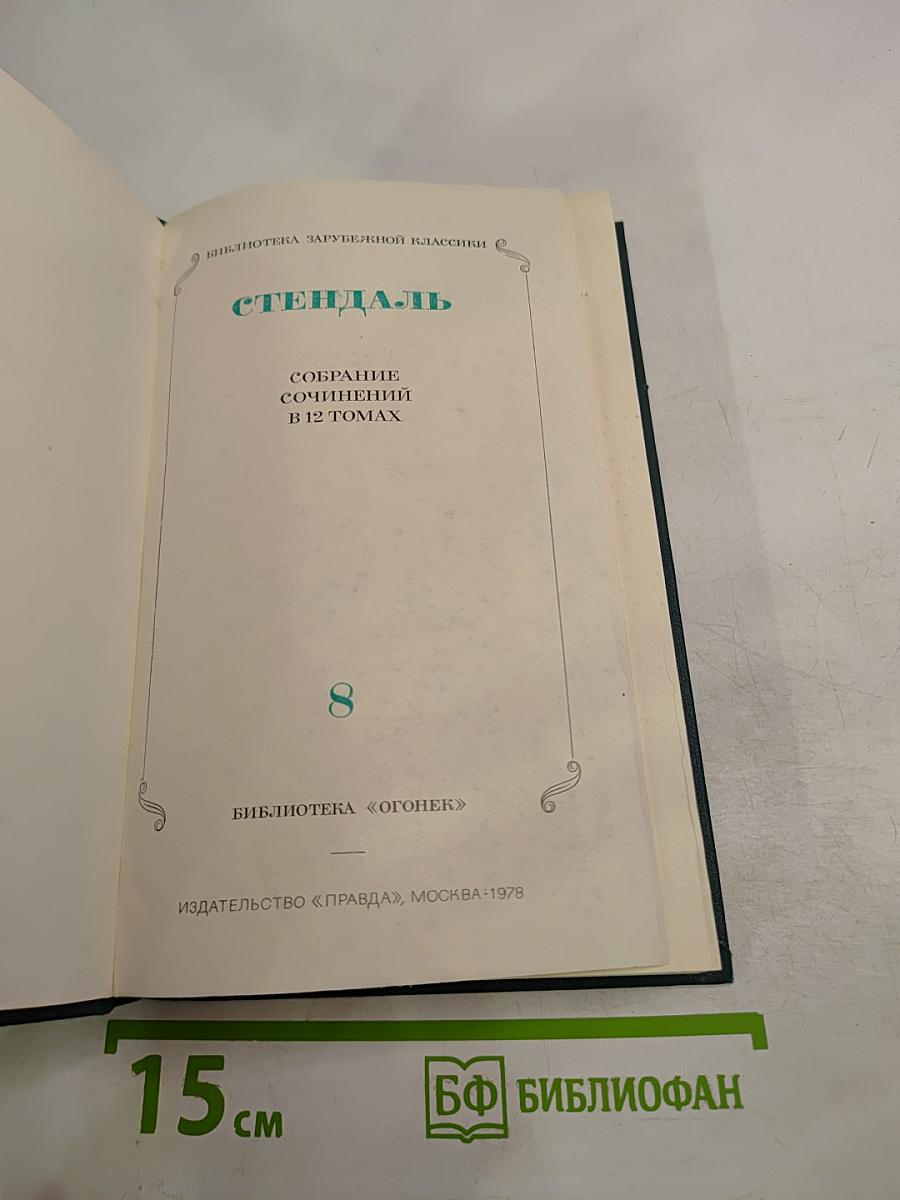 БИБЛИОТЕКА ЗАРУБЕЖНОЙ КЛАССИКИ
СТЕНДАЛЬ
СОБРАНИЕ
СОЧИНЕНИЙ
В 12 ТОМАХ
8
БИБЛИОТЕКА «ОГОНЕК»
ИЗДАТЕЛЬСТВО «ПРАВДА», МОСКВА-1978
15 см
БФ БИБЛИОФАН